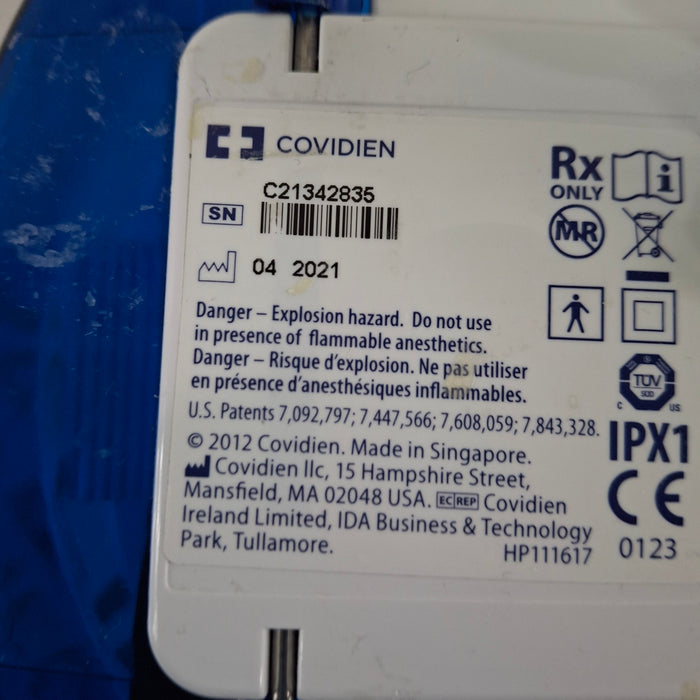 COVIDIEN
C21342835
SN
04 2021
Danger – Explosion hazard. Do not use
in presence of flammable anesthetics.
Danger – Risque d'explosion. Ne pas utiliser
en présence d'anesthésiques inflammables.
U.S. Patents 7,092,797; 7,447,566; 7,608,059; 7,843,328.
© 2012 Covidien. Made in Singapore.
Covidien llc, 15 Hampshire Street,
Mansfield, MA 02048 USA. EC REP Covidien
Ireland Limited, IDA Business & Technology
Park, Tullamore.
HP111617
Rx
ONLY
i
MR
TÜV
SÜD
C US
IPX1
CE
0123